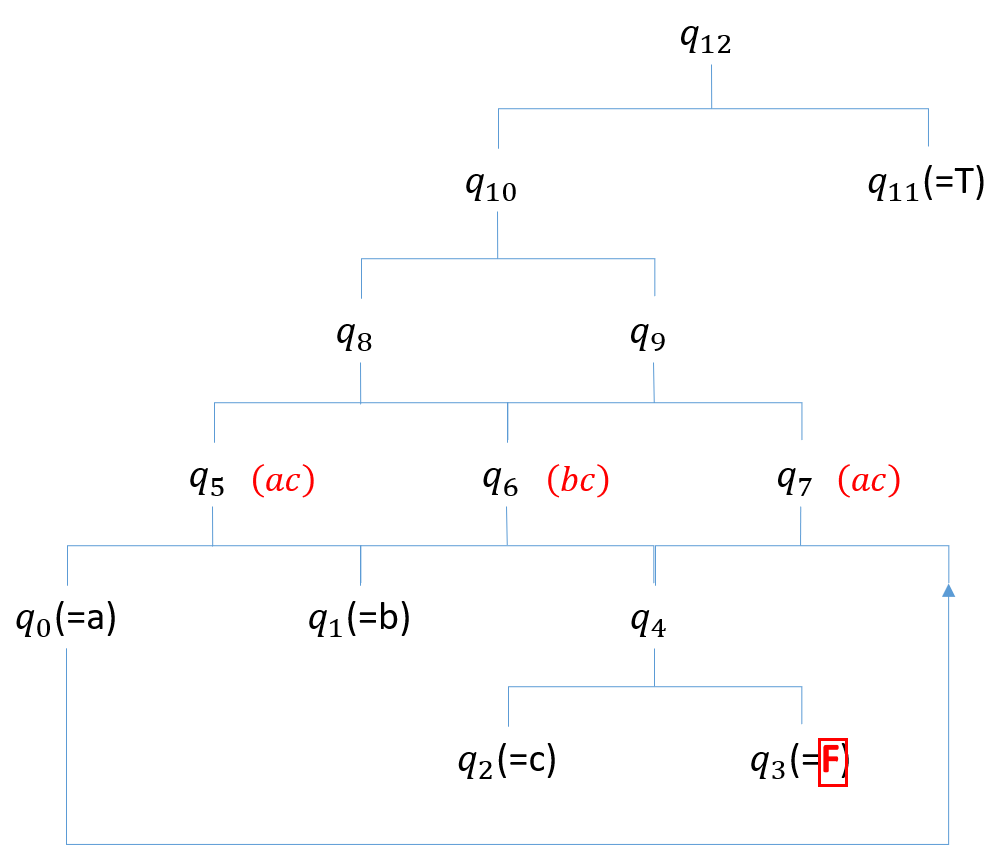 q₁₂
q₁₀ q₁₁(=T)
q₈ q₉
q₅ (ac) q₆ (bc) q₇ (ac)
q₀(=a) q₁(=b) q₄
q₂(=c) q₃(=F)